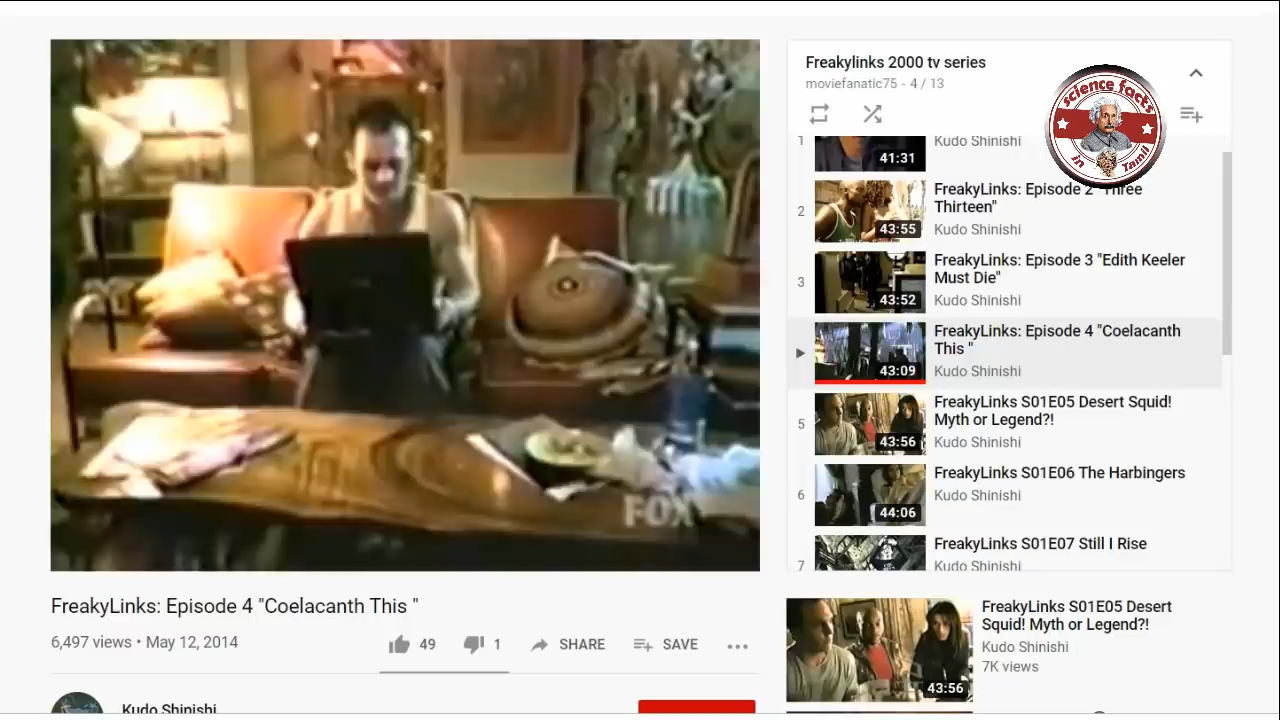 FOX
FreakyLinks: Episode 4 "Coelacanth This "
6,497 views • May 12, 2014
49
1
SHARE
SAVE
Kudo Shinishi
Freakylinks 2000 tv series
moviefanatic75 - 4 / 13
science facts
in Tamil
1
41:31
Kudo Shinishi
2
43:55
FreakyLinks: Episode 2 "Three
Thirteen"
Kudo Shinishi
3
43:52
FreakyLinks: Episode 3 "Edith Keeler
Must Die"
Kudo Shinishi
43:09
FreakyLinks: Episode 4 "Coelacanth
This "
Kudo Shinishi
5
43:56
FreakyLinks S01E05 Desert Squid!
Myth or Legend?!
Kudo Shinishi
6
44:06
FreakyLinks S01E06 The Harbingers
Kudo Shinishi
7
FreakyLinks S01E07 Still I Rise
Kudo Shinishi
43:56
FreakyLinks S01E05 Desert
Squid! Myth or Legend?!
Kudo Shinishi
7K views